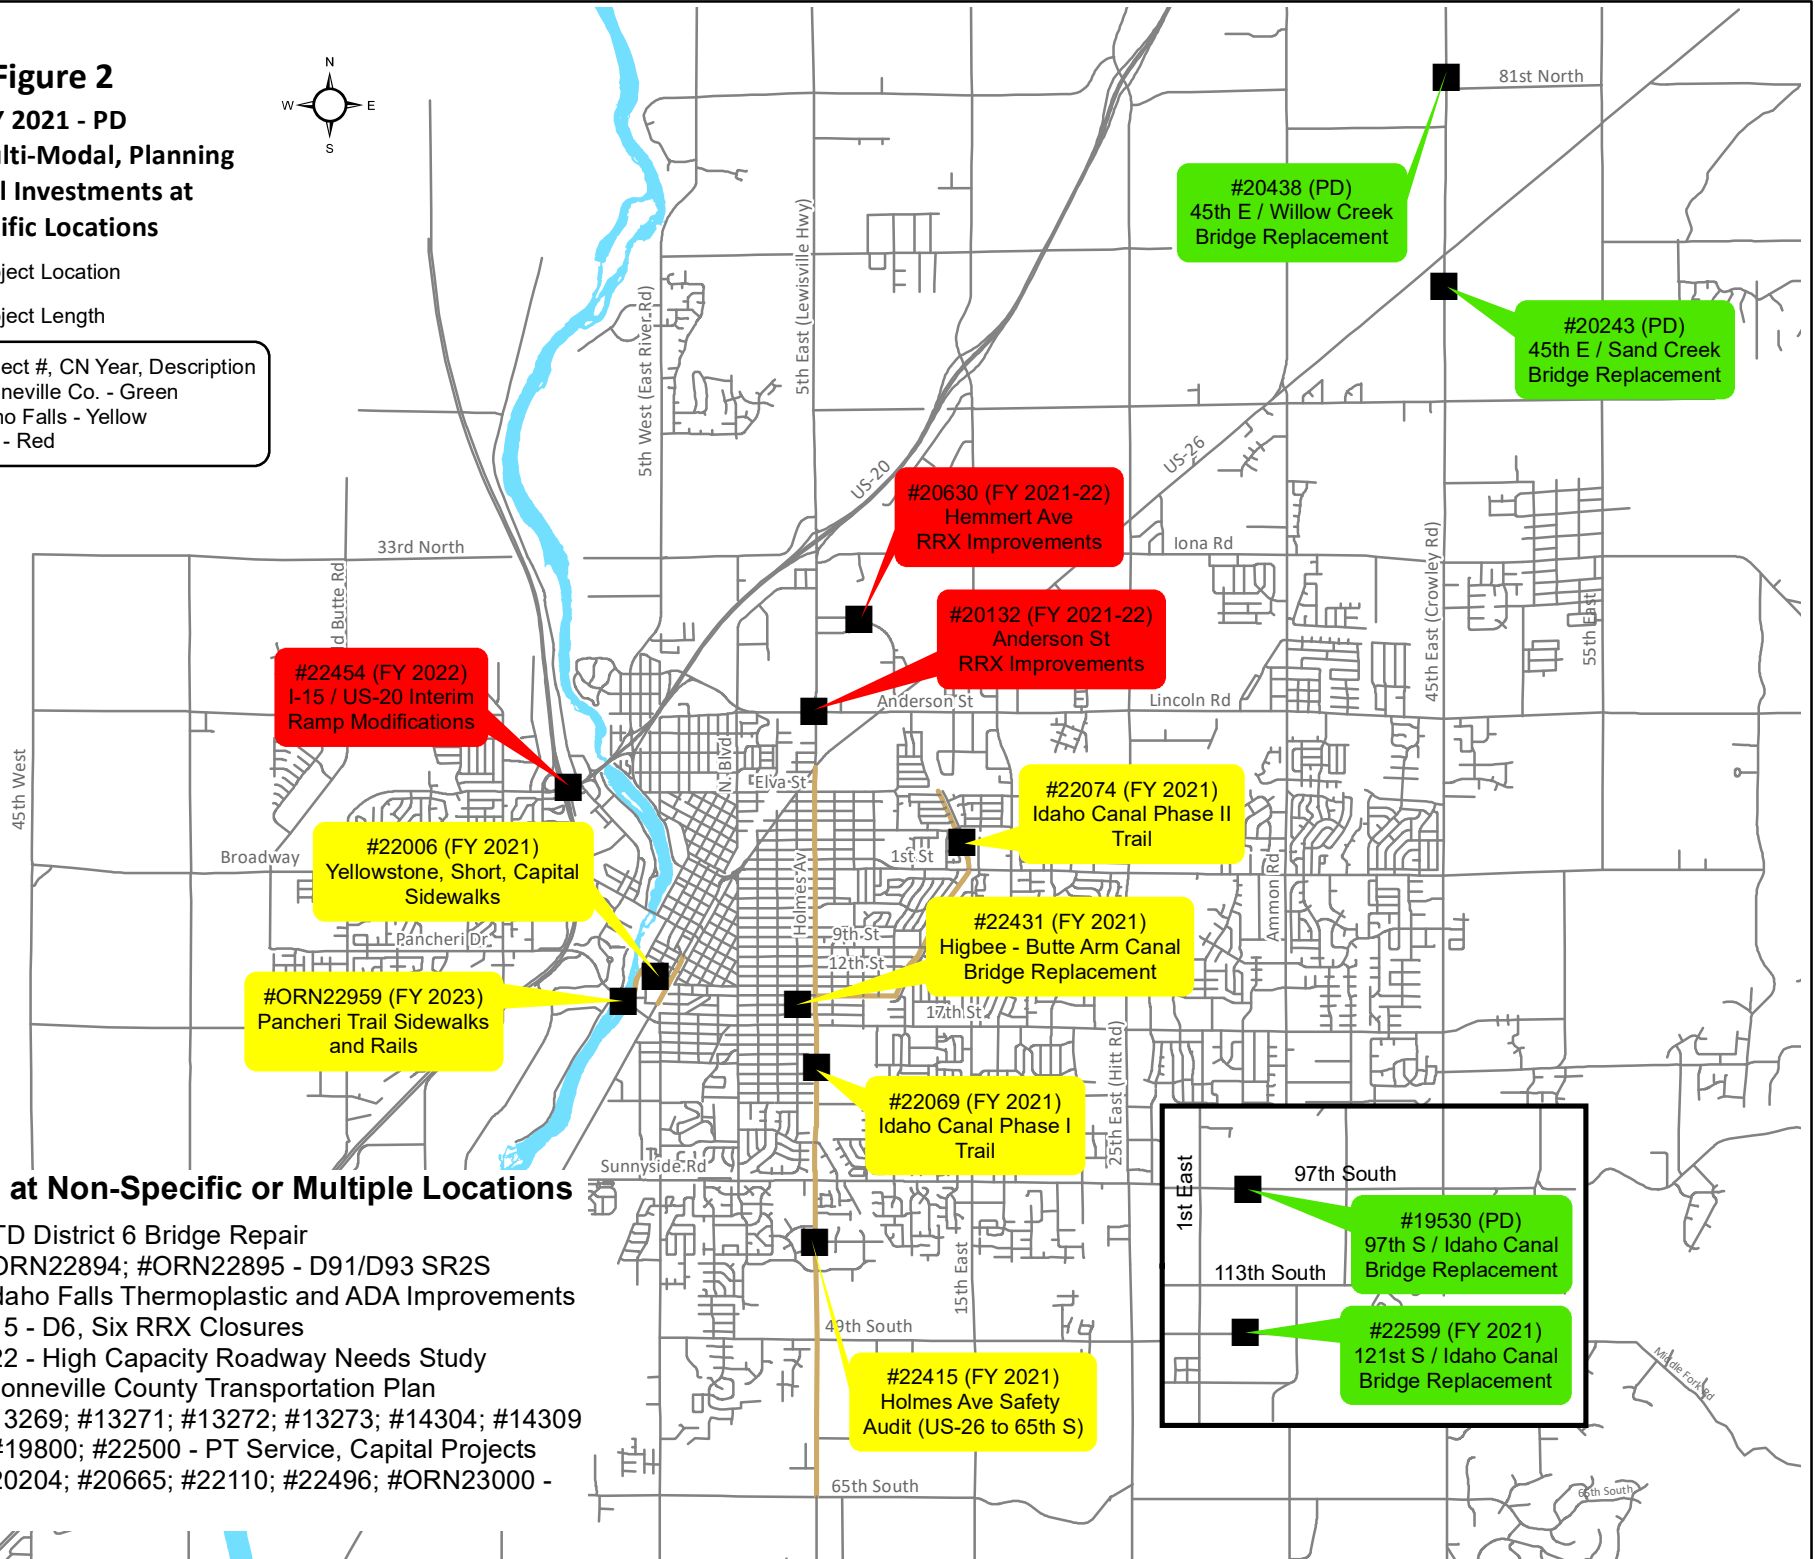 Figure 2
Y 2021 - PD
ulti-Modal, Planning
l Investments at
ific Locations
ject Location
ject Length
ect #, CN Year, Description
neville Co. - Green
ho Falls - Yellow
- Red
N
W
E
S
81st North
#20438 (PD)
45th E / Willow Creek
Bridge Replacement
#20243 (PD)
45th E / Sand Creek
Bridge Replacement
5th West (East River Rd)
5th East (Lewisville Hwy)
US-20
US-26
#20630 (FY 2021-22)
Hemmert Ave
RRX Improvements
33rd North
Iona Rd
ld Butte Rd
45th East (Crowley Rd)
55th East
#20132 (FY 2021-22)
Anderson St
RRX Improvements
#22454 (FY 2022)
I-15 / US-20 Interim
Ramp Modifications
Anderson St
Lincoln Rd
45th West
N. Blvd
Elva St
#22074 (FY 2021)
Idaho Canal Phase II
Trail
#22006 (FY 2021)
Yellowstone, Short, Capital
Sidewalks
Broadway
1st St
Holmes Av
Ammon Rd
#22431 (FY 2021)
Higbee - Butte Arm Canal
Bridge Replacement
Pancheri Dr
9th St
12th St
#ORN22959 (FY 2023)
Pancheri Trail Sidewalks
and Rails
17th St
25th East (Hitt Rd)
#22069 (FY 2021)
Idaho Canal Phase I
Trail
Sunnyside Rd
1st East
97th South
#19530 (PD)
97th S / Idaho Canal
Bridge Replacement
113th South
#22599 (FY 2021)
121st S / Idaho Canal
Bridge Replacement
15th East
49th South
#22415 (FY 2021)
Holmes Ave Safety
Audit (US-26 to 65th S)
Middle Fork Rd
65th South
65th South
at Non-Specific or Multiple Locations
TD District 6 Bridge Repair
ORN22894; #ORN22895 - D91/D93 SR2S
daho Falls Thermoplastic and ADA Improvements
15 - D6, Six RRX Closures
22 - High Capacity Roadway Needs Study
onneville County Transportation Plan
13269; #13271; #13272; #13273; #14304; #14309
#19800; #22500 - PT Service, Capital Projects
20204; #20665; #22110; #22496; #ORN23000 -